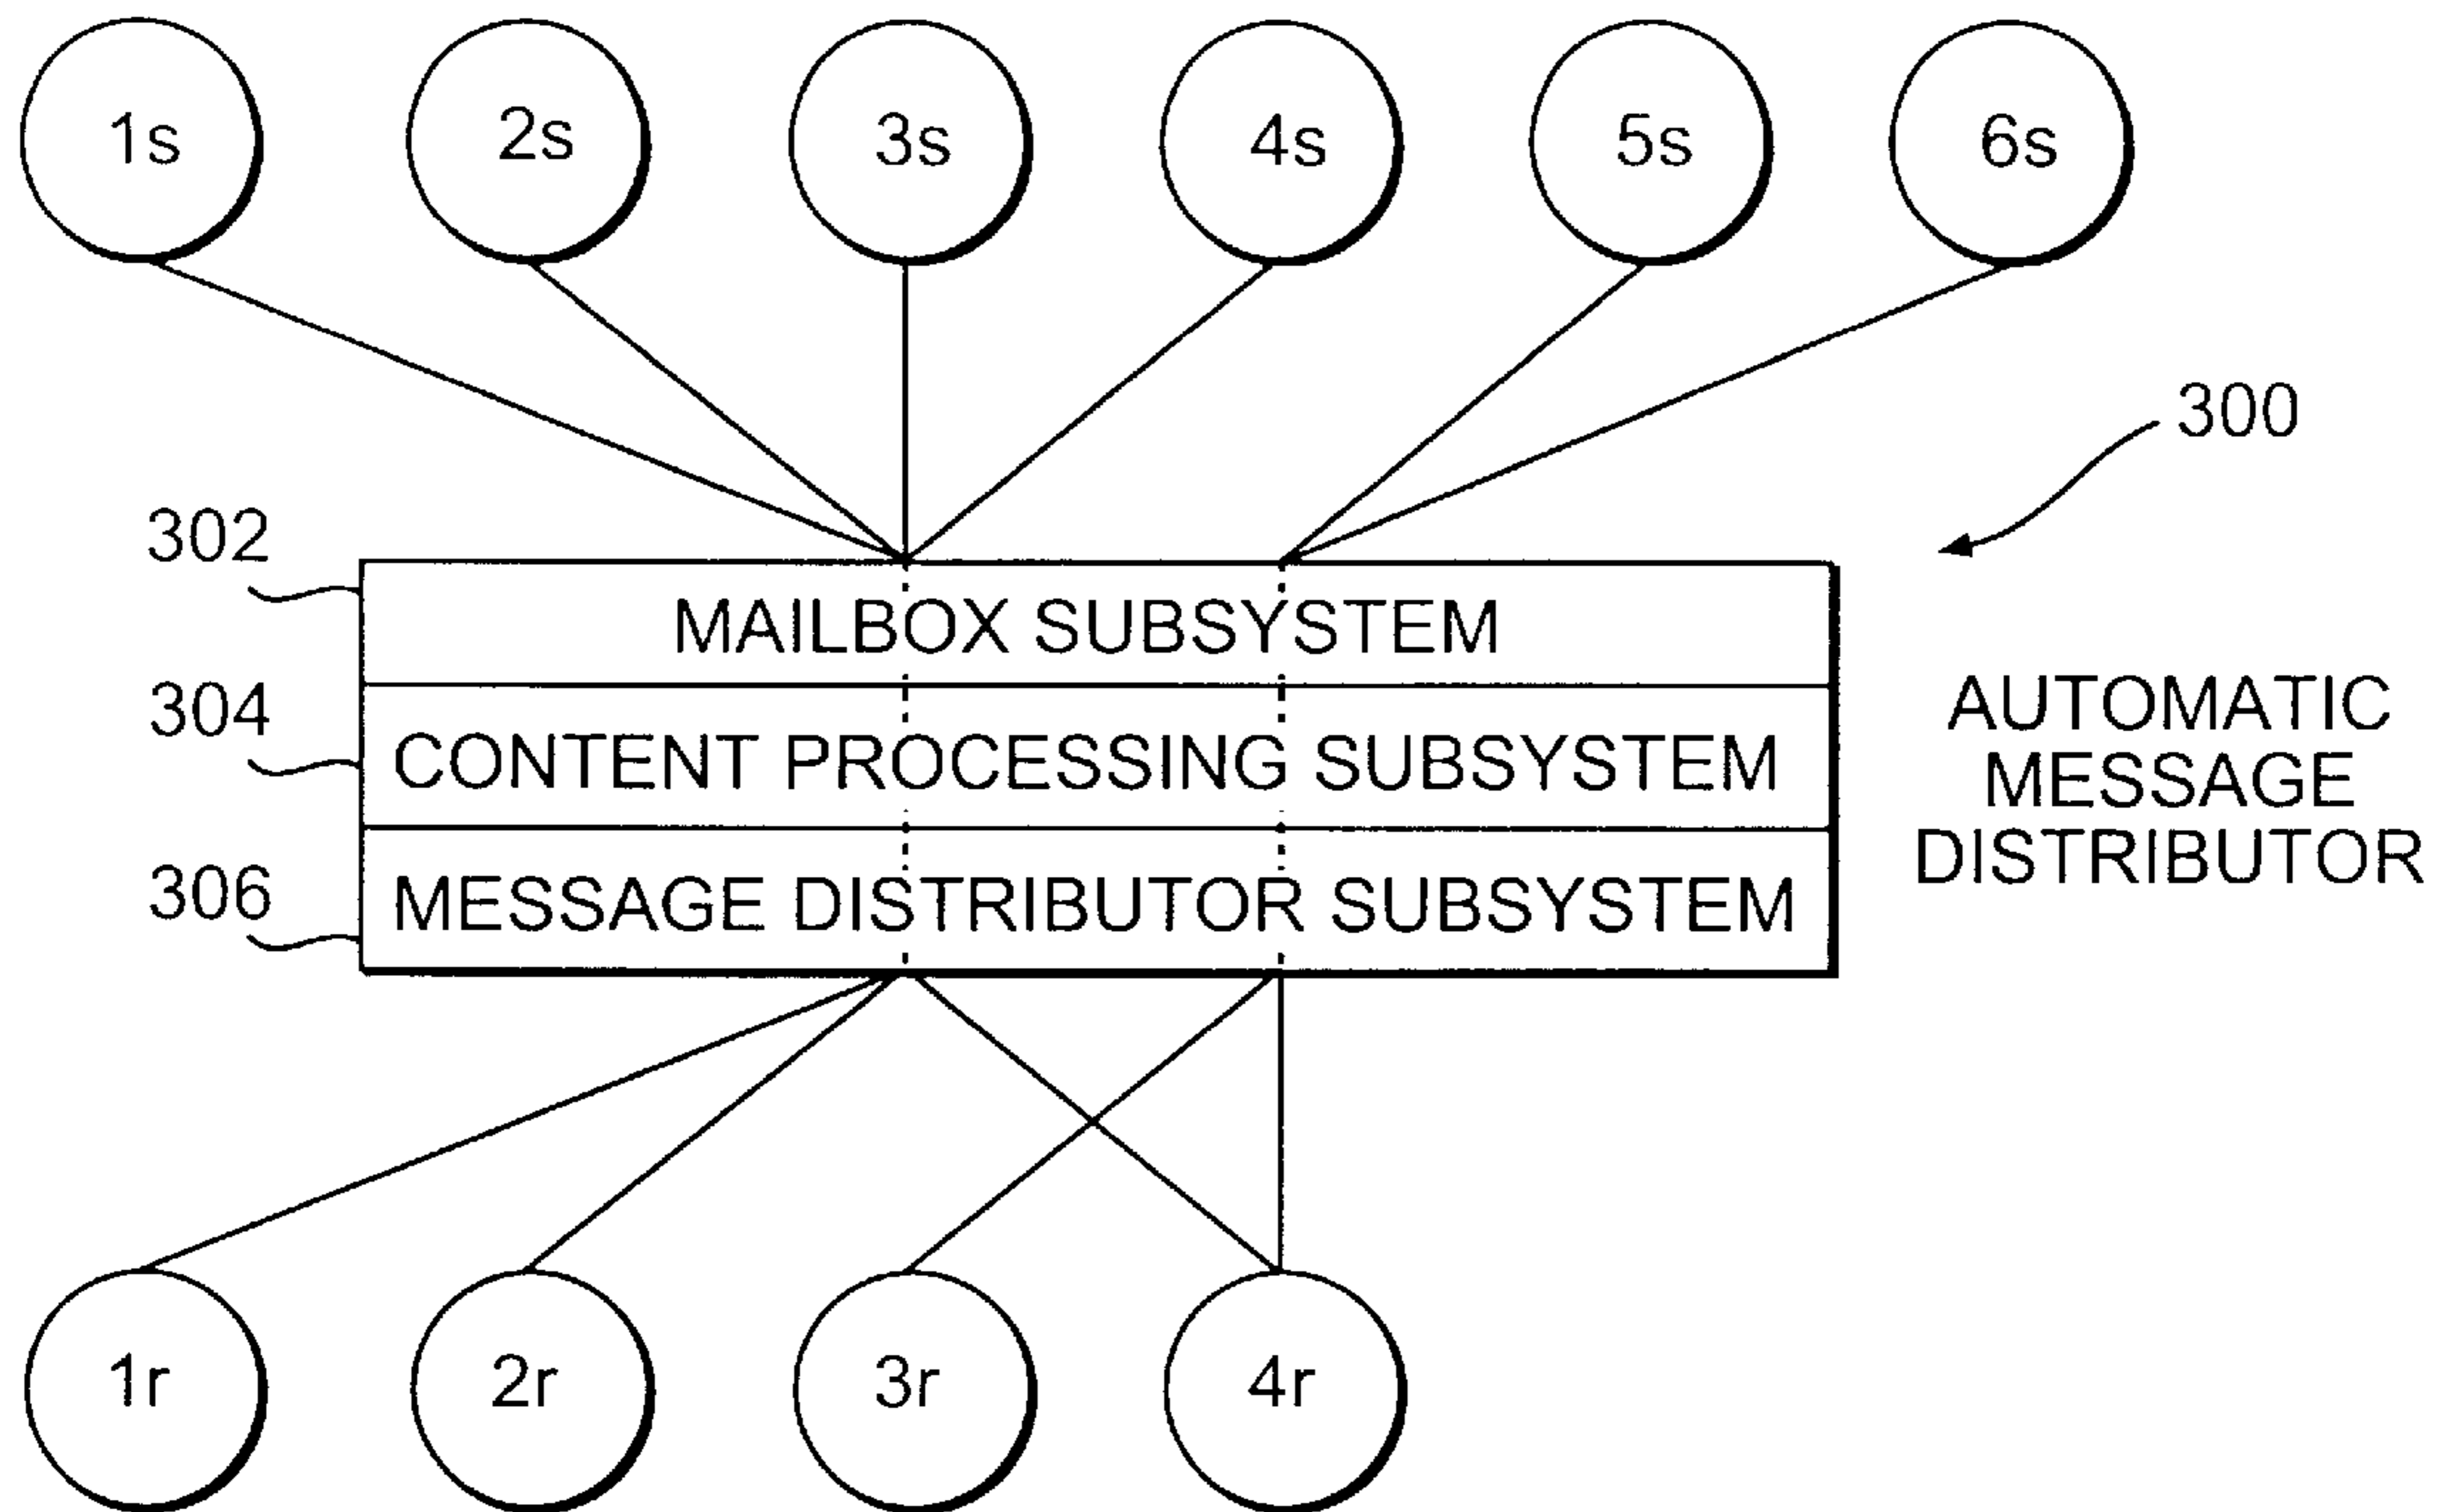 1s
2s
3s
4s
5s
6s
300
302
MAILBOX SUBSYSTEM
304
CONTENT PROCESSING SUBSYSTEM
306
MESSAGE DISTRIBUTOR SUBSYSTEM
AUTOMATIC
MESSAGE
DISTRIBUTOR
1r
2r
3r
4r